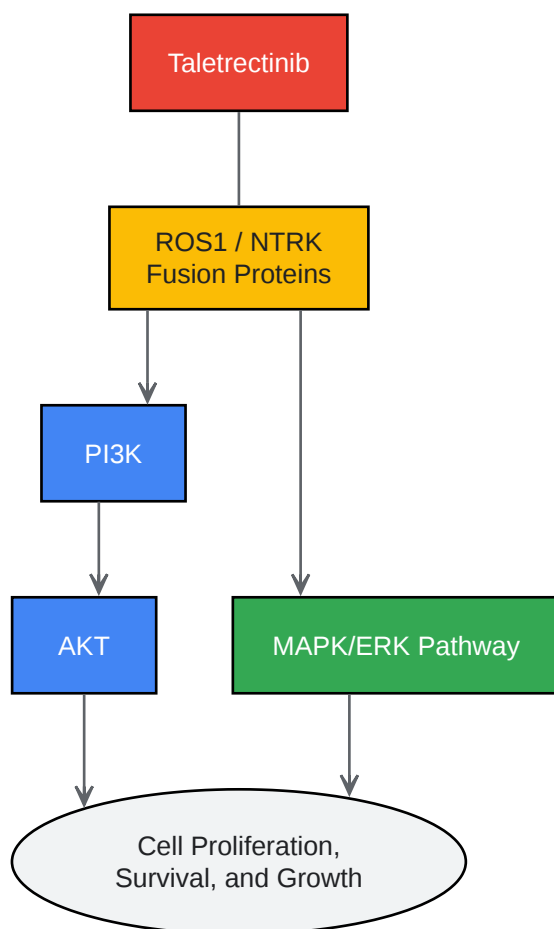 Taletrectinib
ROS1 / NTRK
Fusion Proteins
PI3K
AKT
MAPK/ERK Pathway
Cell Proliferation,
Survival, and Growth